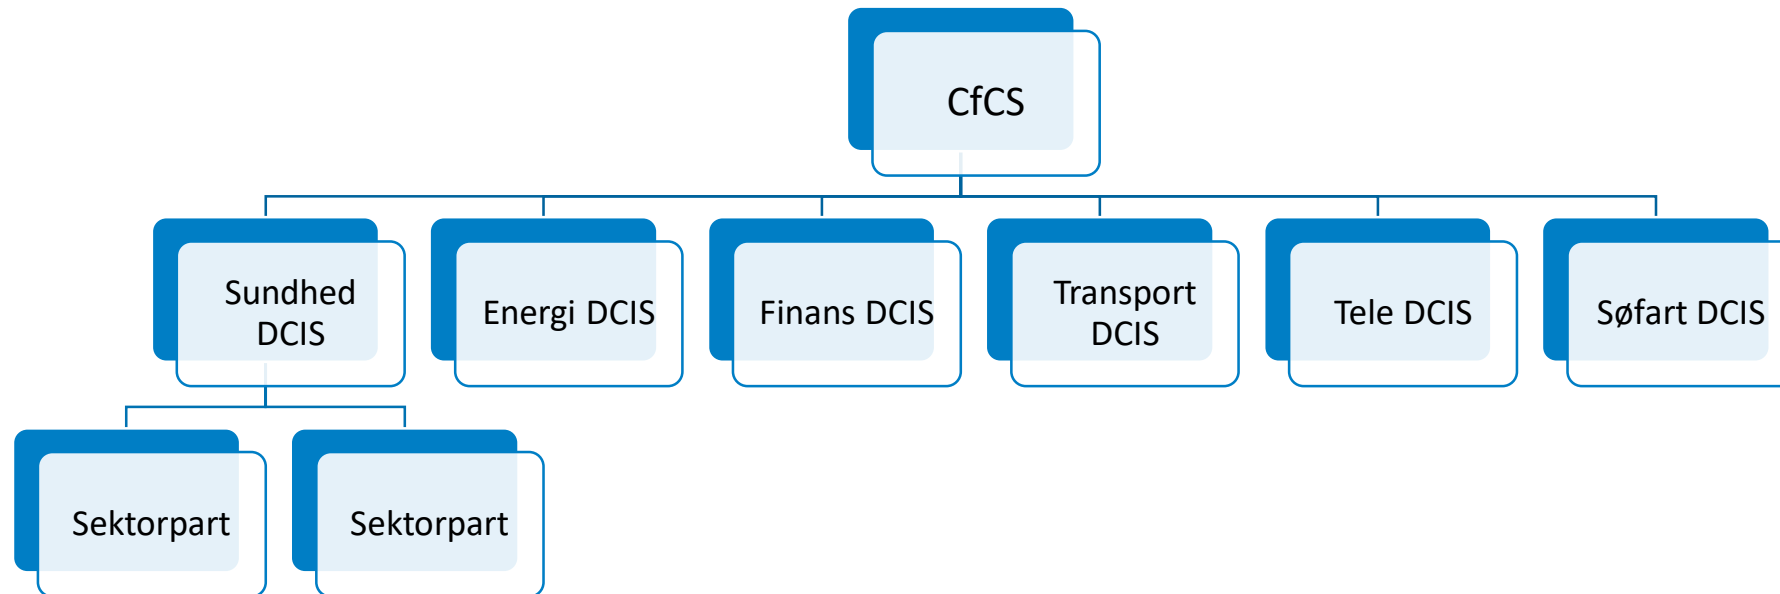 CfCS
Sundhed
DCIS
Energi DCIS
Finans DCIS
Transport
DCIS
Tele DCIS
Søfart DCIS
Sektorpart
Sektorpart